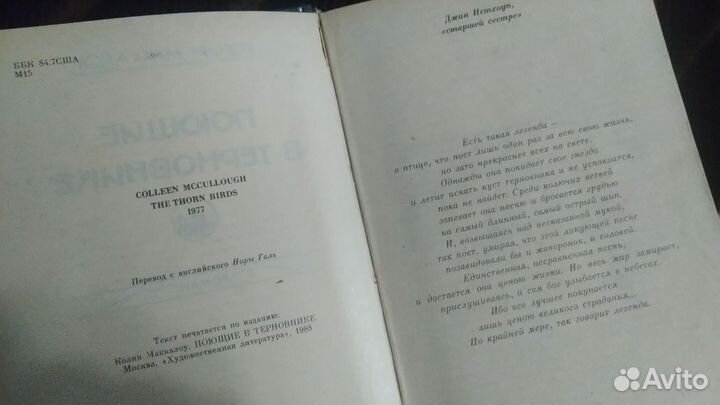 ББК 84.7США
М15
ПОЮЩИЕ
В ТЕРНОВНИКЕ
COLLEEN MCCULLOUGH
THE THORN BIRDS
1977
Перевод с английского Норы Галь
Текст печатается по изданию:
Колин Маккалоу. ПОЮЩИЕ В ТЕРНОВНИКЕ.
Москва. «Художественная литература», 1988
Джин Истхоуп,
«старшей сестре»
Есть такая легенда —
о птице, что поет лишь один раз за всю свою жизнь,
но зато прекраснее всех на свете.
Однажды она покидает свое гнездо
и летит искать куст терновника и не успокоится,
пока не найдет. Среди колючих ветвей
запевает она песню и бросается грудью
на самый длинный, самый острый шип.
И, возвышаясь над несказанной мукой,
так поет, умирая, что этой ликующей песне
позавидовали бы и жаворонок, и соловей.
Единственная, несравненная песнь,
и достается она ценою жизни. Но весь мир замирает,
прислушиваясь, и сам бог улыбается в небесах.
Ибо все лучшее покупается
лишь ценою великого страдания...
По крайней мере, так говорит легенда.
Avito